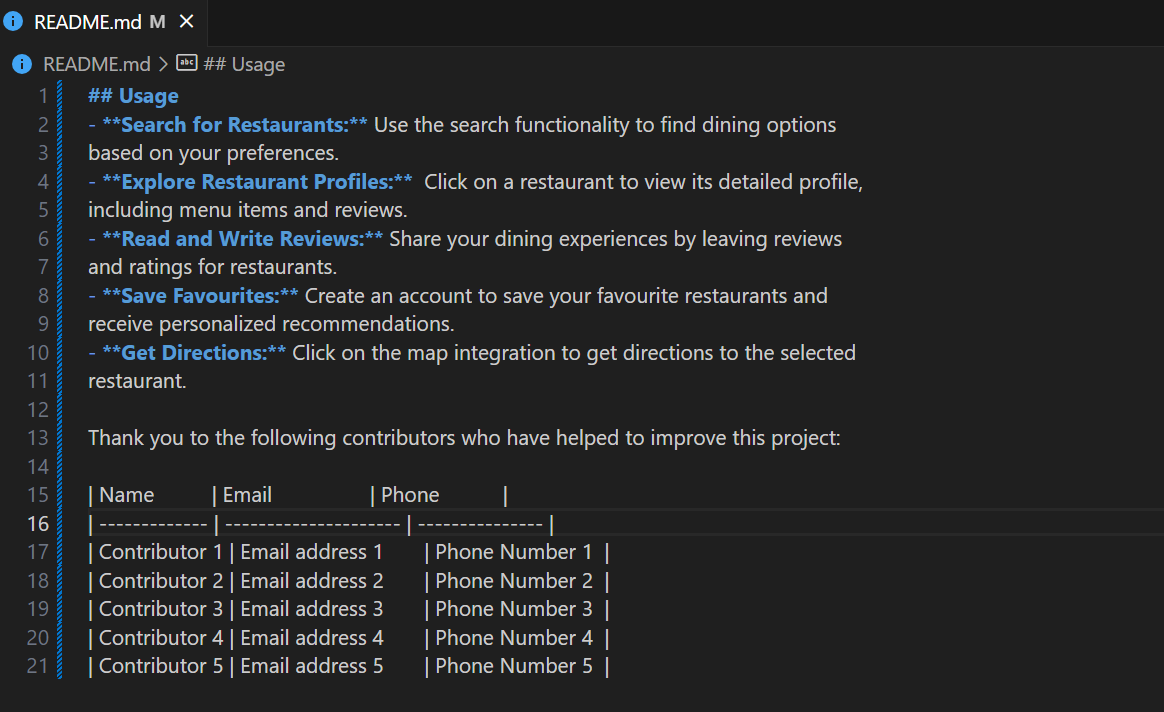 README.md M ×
README.md > abc ## Usage
1 ## Usage
2 - **Search for Restaurants:** Use the search functionality to find dining options
3 based on your preferences.
4 - **Explore Restaurant Profiles:**  Click on a restaurant to view its detailed profile,
5 including menu items and reviews.
6 - **Read and Write Reviews:** Share your dining experiences by leaving reviews
7 and ratings for restaurants.
8 - **Save Favourites:** Create an account to save your favourite restaurants and
9 receive personalized recommendations.
10 - **Get Directions:** Click on the map integration to get directions to the selected
11 restaurant.
12
13 Thank you to the following contributors who have helped to improve this project:
14
15 | Name          | Email                 | Phone           |
16 | ------------- | --------------------- | --------------- |
17 | Contributor 1 | Email address 1       | Phone Number 1  |
18 | Contributor 2 | Email address 2       | Phone Number 2  |
19 | Contributor 3 | Email address 3       | Phone Number 3  |
20 | Contributor 4 | Email address 4       | Phone Number 4  |
21 | Contributor 5 | Email address 5       | Phone Number 5  |